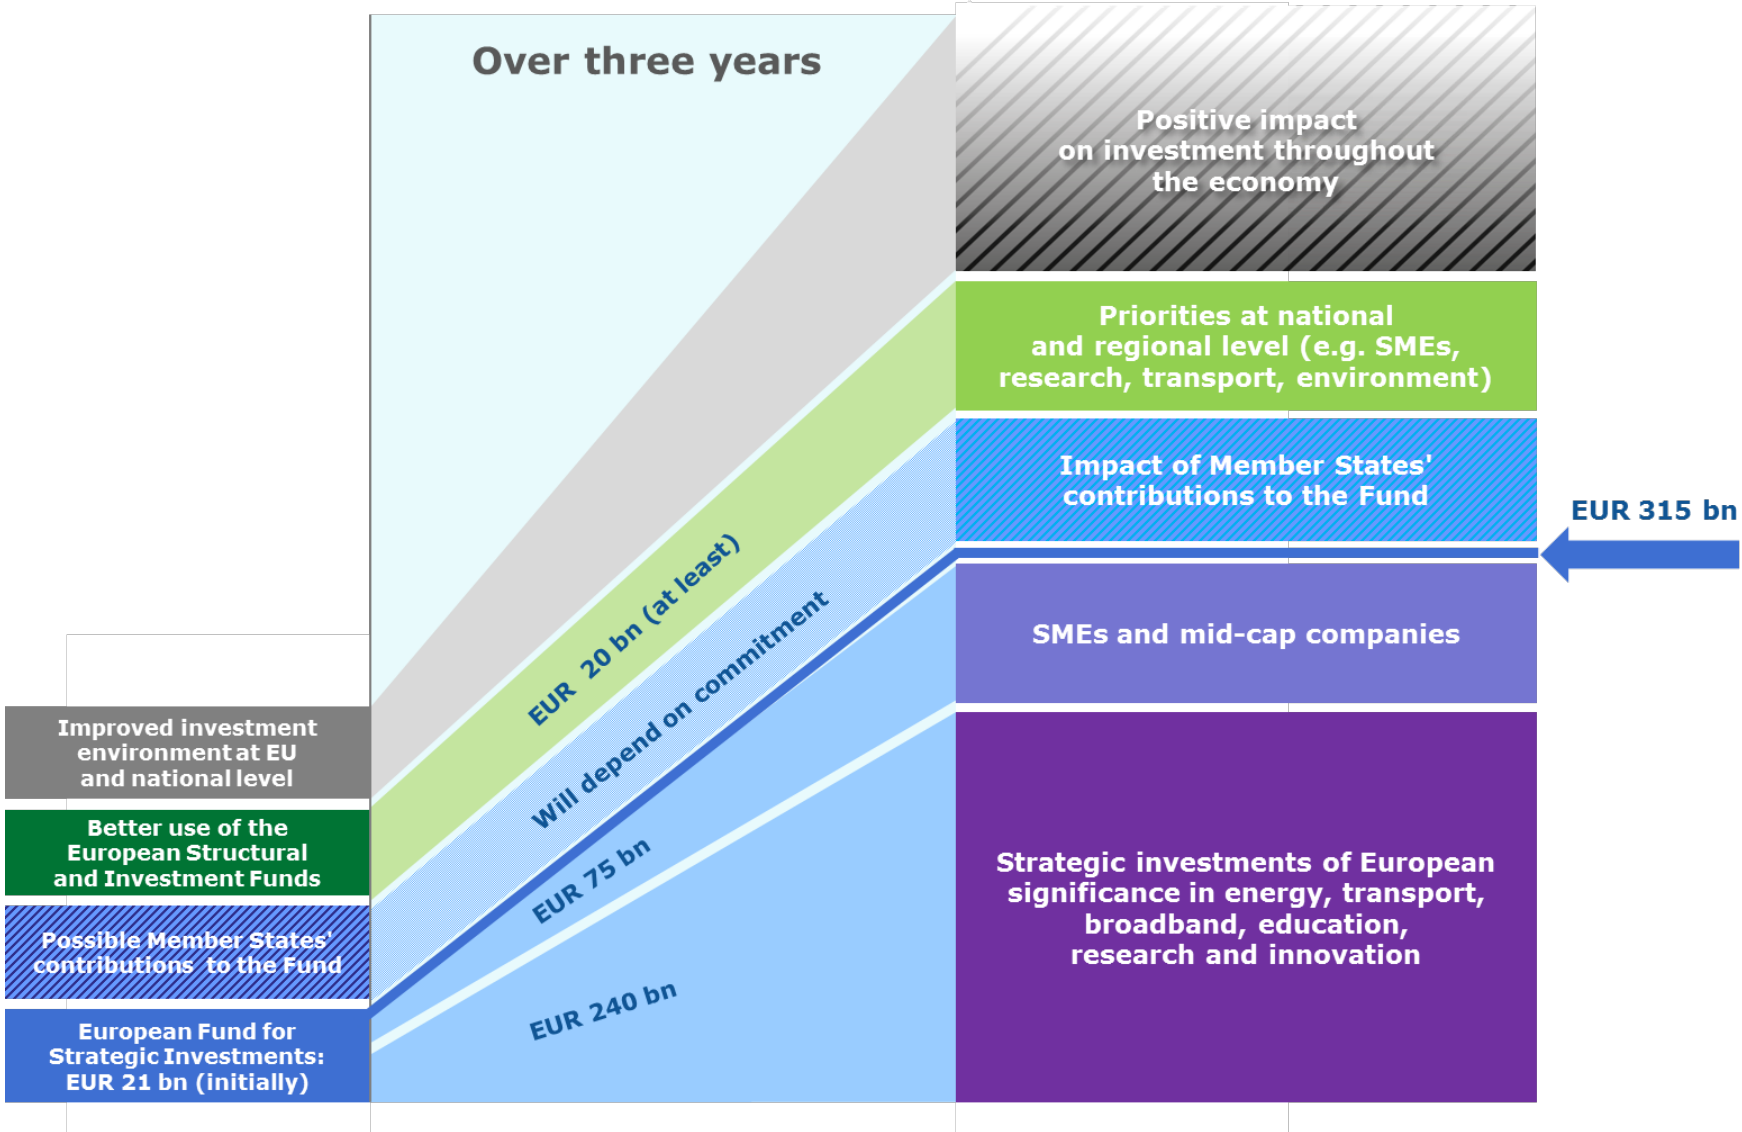 Over three years
Positive impact
on investment throughout
the economy
Priorities at national
and regional level (e.g. SMEs,
research, transport, environment)
Impact of Member States'
contributions to the Fund
EUR 315 bn
SMEs and mid-cap companies
Strategic investments of European
significance in energy, transport,
broadband, education,
research and innovation
EUR 20 bn (at least)
Will depend on commitment
EUR 75 bn
EUR 240 bn
Improved investment
environment at EU
and national level
Better use of the
European Structural
and Investment Funds
Possible Member States'
contributions to the Fund
European Fund for
Strategic Investments:
EUR 21 bn (initially)